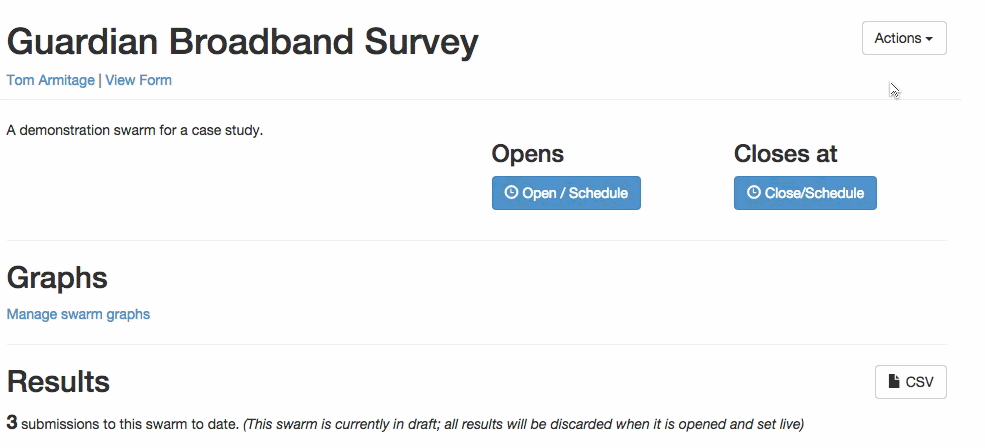 Guardian Broadband Survey
Actions
Tom Armitage | View Form
A demonstration swarm for a case study.
Opens
Closes at
Open / Schedule
Close/Schedule
Graphs
Manage swarm graphs
Results
CSV
3 submissions to this swarm to date. (This swarm is currently in draft; all results will be discarded when it is opened and set live)